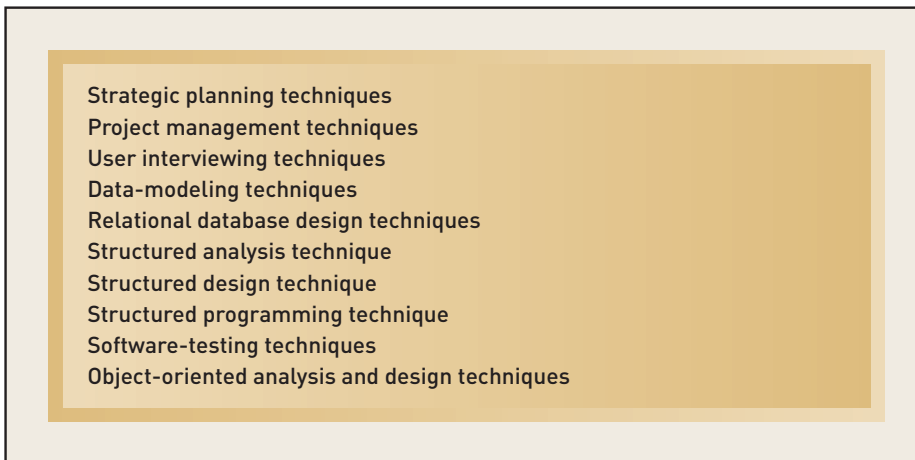 Strategic planning techniques
Project management techniques
User interviewing techniques
Data-modeling techniques
Relational database design techniques
Structured analysis technique
Structured design technique
Structured programming technique
Software-testing techniques
Object-oriented analysis and design techniques